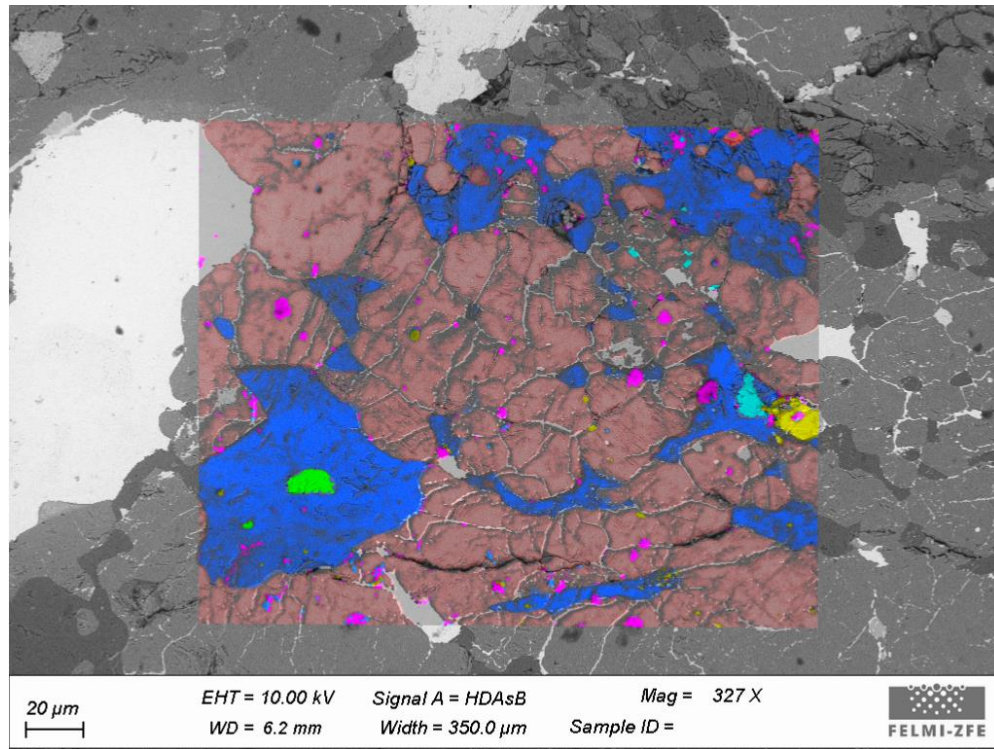 20 µm
EHT = 10.00 kV Signal A = HDAsB Mag = 327 X
WD = 6.2 mm Width = 350.0 µm Sample ID =
FELMI-ZFE